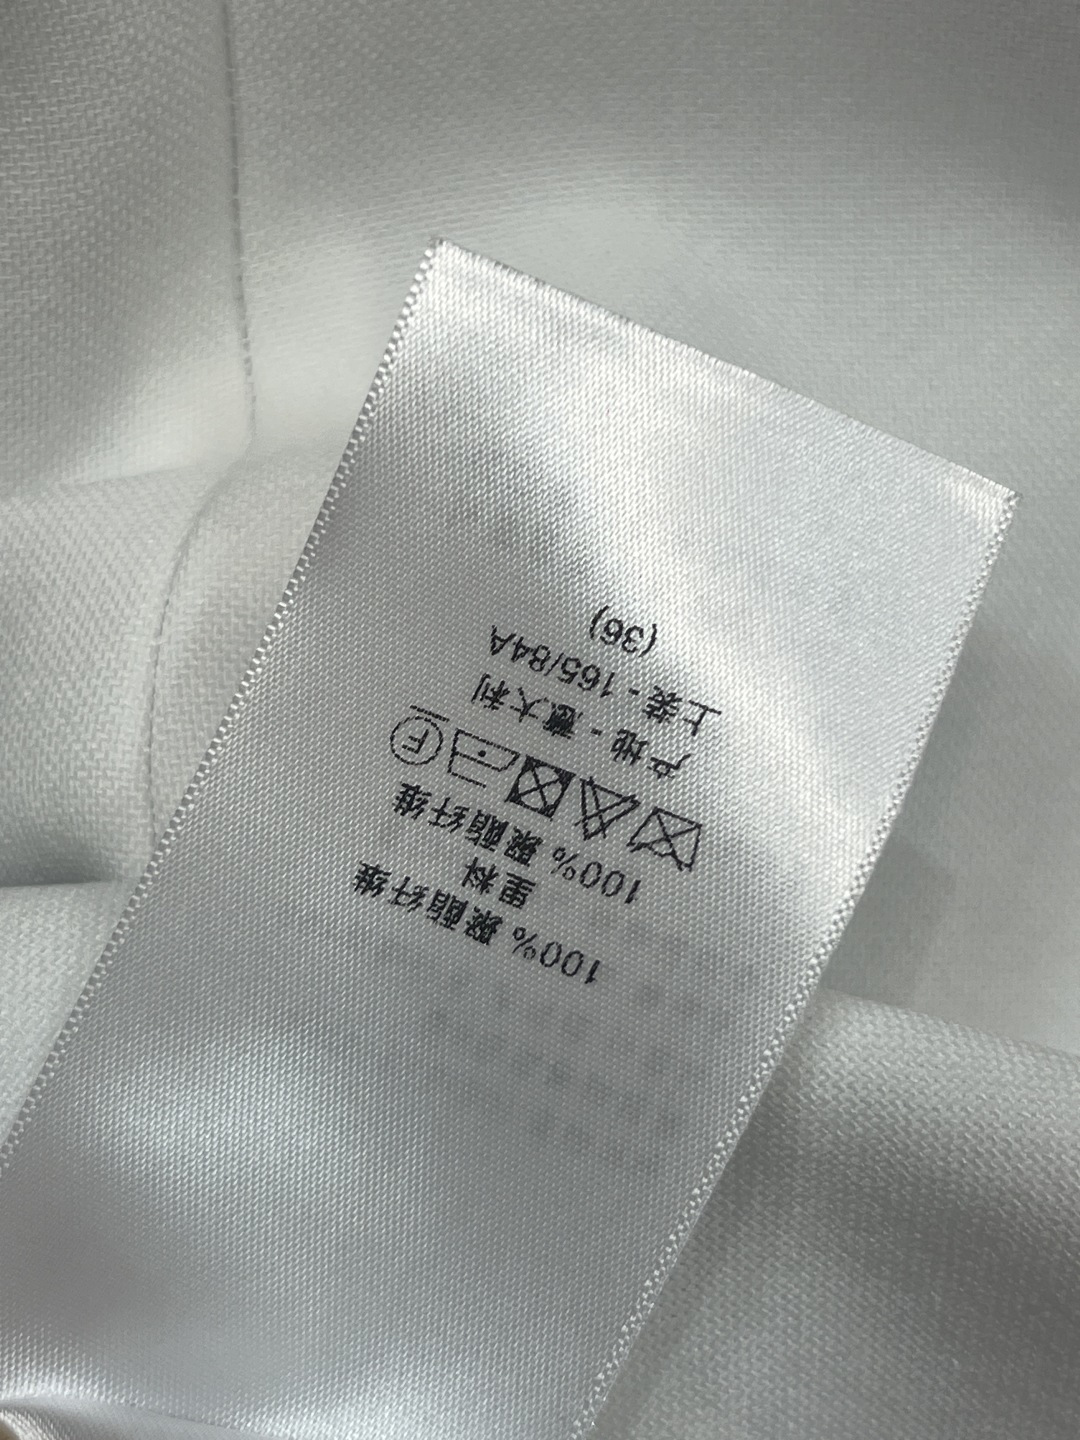 100% 聚酯纤维
里料
100% 聚酯纤维
F
产地 - 意大利
上装 - 165/84A
(36)